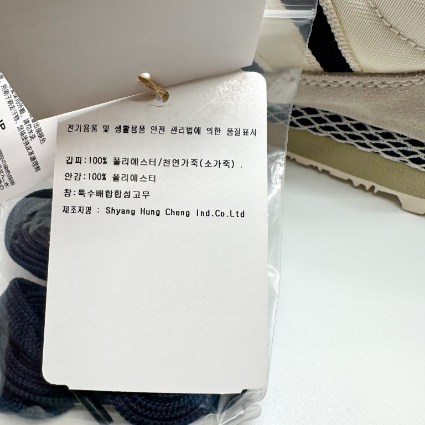 전기용품 및 생활용품 안전 관리법에 의한 품질표시
겉피:100% 폴리에스터/천연가죽(소가죽) .
안감:100% 폴리에스터
창:특수배합합성고무
제조자명 : Shyang Hung Cheng Ind.Co.Ltd